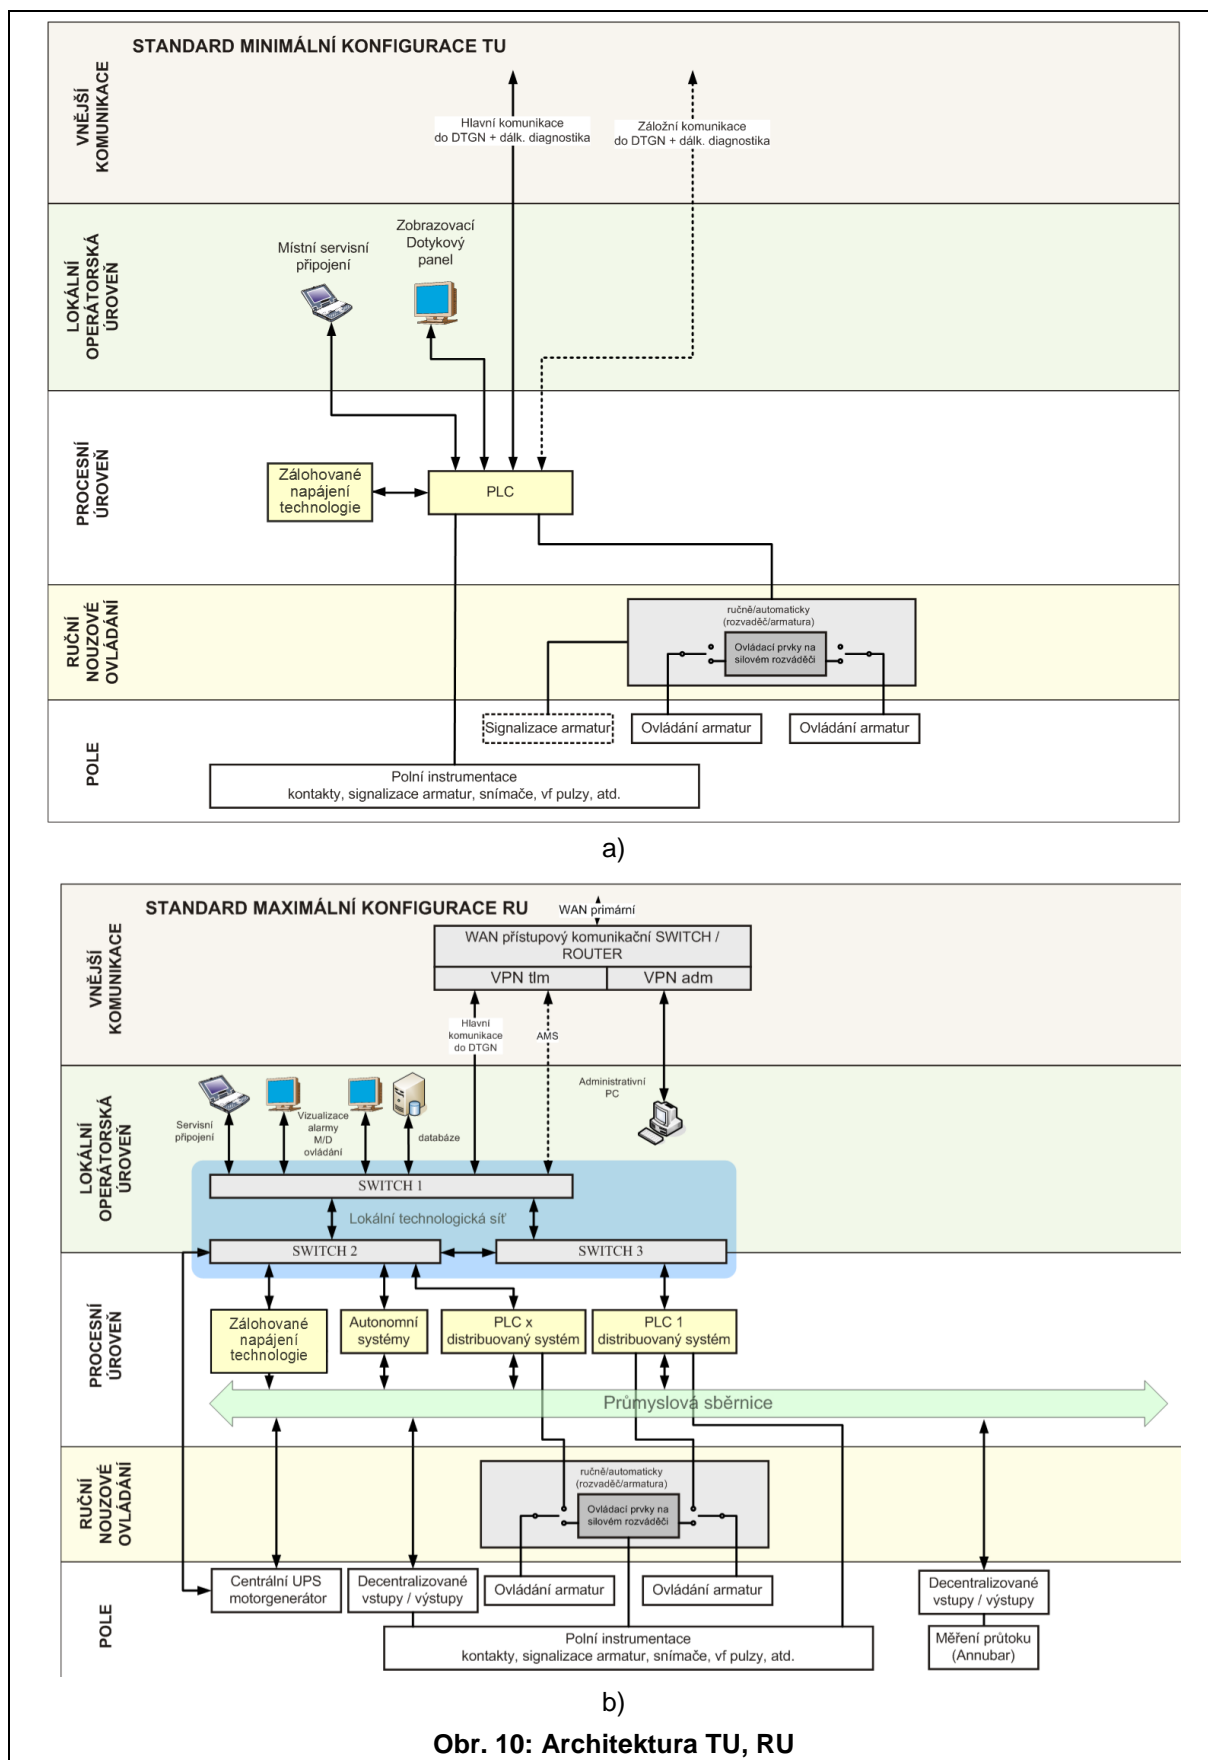 STANDARD MINIMÁLNÍ KONFIGURACE TU
VNĚJŠÍ
KOMUNIKACE
Hlavní komunikace
do DTGN + dálk. diagnostika
Záložní komunikace
do DTGN + dálk. diagnostika
LOKÁLNÍ
OPERÁTORSKÁ
ÚROVEŇ
Místní servisní
připojení
Zobrazovací
Dotykový
panel
PROCESNÍ
ÚROVEŇ
Zálohované
napájení
technologie
PLC
RUČNÍ
NOUZOVÉ
OVLÁDÁNÍ
ručně/automaticky
(rozvaděč/armatura)
Ovládací prvky na
silovém rozváděči
POLE
Signalizace armatur
Ovládání armatur
Ovládání armatur
Polní instrumentace
kontakty, signalizace armatur, snímače, vf pulzy, atd.
a)
STANDARD MAXIMÁLNÍ KONFIGURACE RU
VNĚJŠÍ
KOMUNIKACE
WAN primární
WAN přístupový komunikační SWITCH /
ROUTER
VPN tlm
VPN adm
Hlavní
komunikace
do DTGN
AMS
LOKÁLNÍ
OPERÁTORSKÁ
ÚROVEŇ
Servisní
připojení
Vizualizace
alarmy
M/D
ovládání
databáze
Administrativní
PC
SWITCH 1
Lokální technologická síť
SWITCH 2
SWITCH 3
PROCESNÍ
ÚROVEŇ
Zálohované
napájení
technologie
Autonomní
systémy
PLC x
distribuovaný systém
PLC 1
distribuovaný systém
Průmyslová sběrnice
RUČNÍ
NOUZOVÉ
OVLÁDÁNÍ
ručně/automaticky
(rozvaděč/armatura)
Ovládací prvky na
silovém rozváděči
POLE
Centrální UPS
motorgenerátor
Decentralizované
vstupy / výstupy
Ovládání armatur
Ovládání armatur
Decentralizované
vstupy / výstupy
Polní instrumentace
kontakty, signalizace armatur, snímače, vf pulzy, atd.
Měření průtoku
(Annubar)
b)
Obr. 10: Architektura TU, RU